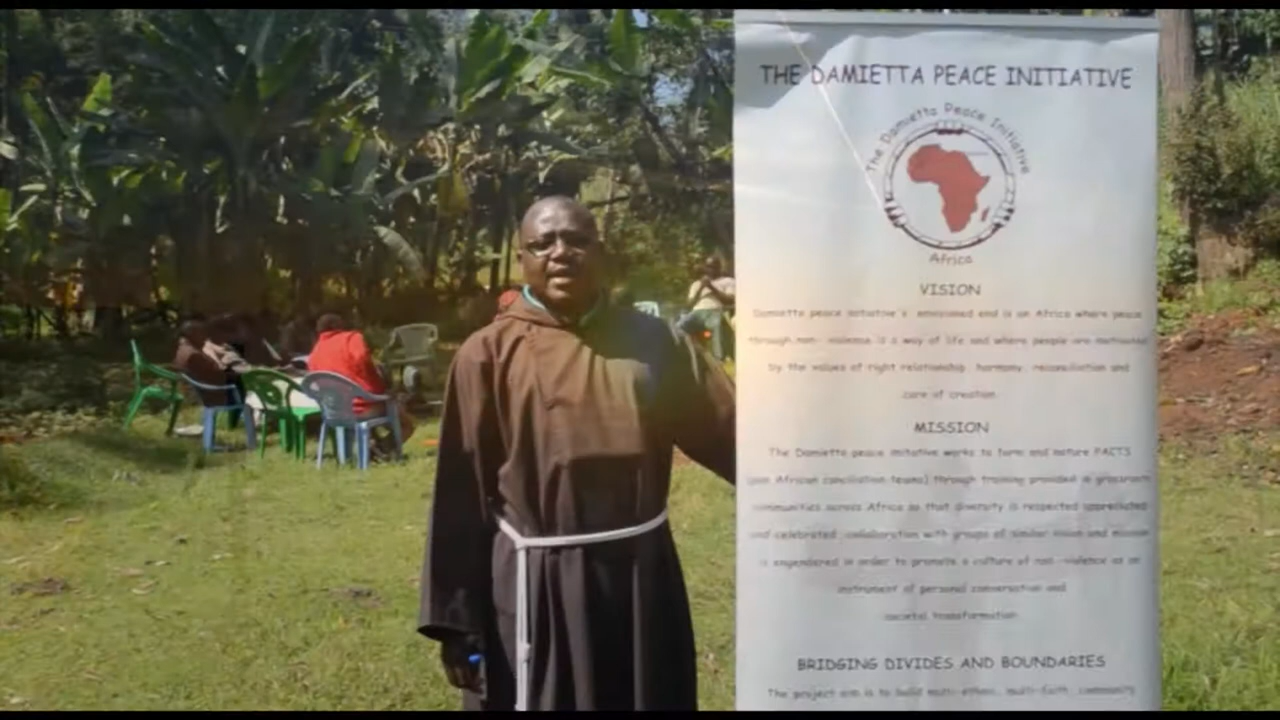 THE DAMIETTA PEACE INITIATIVE
The Damietta Peace Initiative
Africa
VISION
Damietta peace initiative's envisioned end is an Africa where peace
through non- violence is a way of life and where people are motivated
by the values of right relationship harmony, reconciliation and
care of creation.
MISSION
The Damietta peace initiative works to form and nature PACTS
(pan African conciliation teams) through training provided in grassroots
communities across Africa so that diversity is respected appreciated
and celebrated, collaboration with groups of similar vision and mission
is engendered in order to promote a culture of non -violence as an
instrument of personal conversation and
societal transformation
BRIDGING DIVIDES AND BOUNDARIES
The project aim is to build multi-ethnic, multi-faith, community